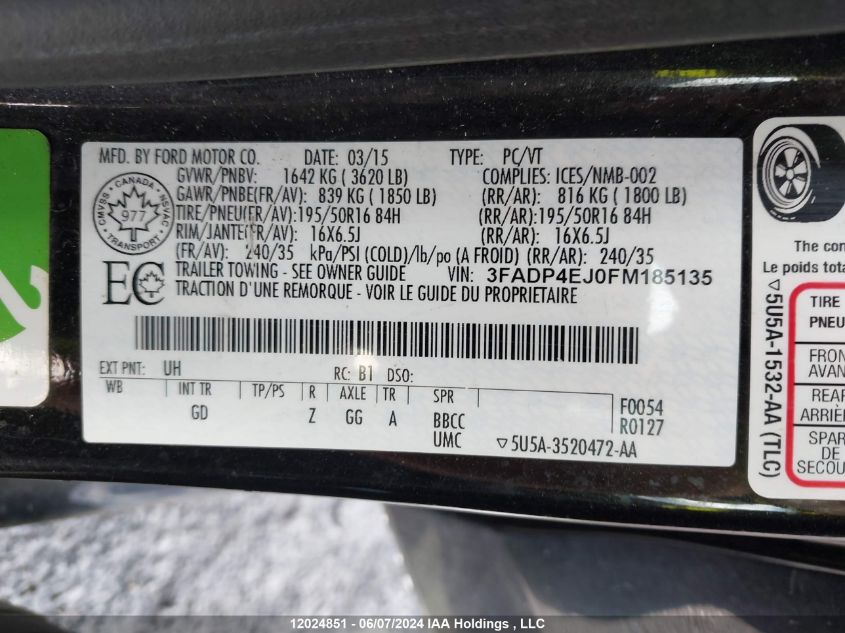 MFD. BY FORD MOTOR CO. DATE: 03/15 TYPE: PC/VT
GVWR/PNBV: 1642 KG ( 3620 LB) COMPLIES: ICES/NMB-002
GAWR/PNBE(FR/AV): 839 KG ( 1850 LB) (RR/AR): 816 KG ( 1800 LB)
TIRE/PNEU(FR/AV):195/50R16 84H (RR/AR):195/50R16 84H
RIM/JANTE(FR/AV): 16X6.5J (RR/AR): 16X6.5J
(FR/AV): 240/35 kPa/PSI (COLD)/lb/po (A FROID) (RR/AR): 240/35
TRAILER TOWING - SEE OWNER GUIDE VIN: 3FADP4EJ0FM185135
TRACTION D'UNE REMORQUE - VOIR LE GUIDE DU PROPRIETAIRE
CANADA
CMVSS
NSVAC
977
TRANSPORT
EC
EXT PNT: UH RC: B1 DSO:
WB INT TR TP/PS R AXLE TR SPR
GD Z GG A BBCC
UMC
F0054
R0127
▽5U5A-3520472-AA
The com
Le poids tota
▽5U5A-1532-AA (TLC)
TIRE
PNEU
FRON
AVAN
REAR
ARRIÈR
SPAR
DE
SECOU
12024851 - 06/07/2024 IAA Holdings , LLC